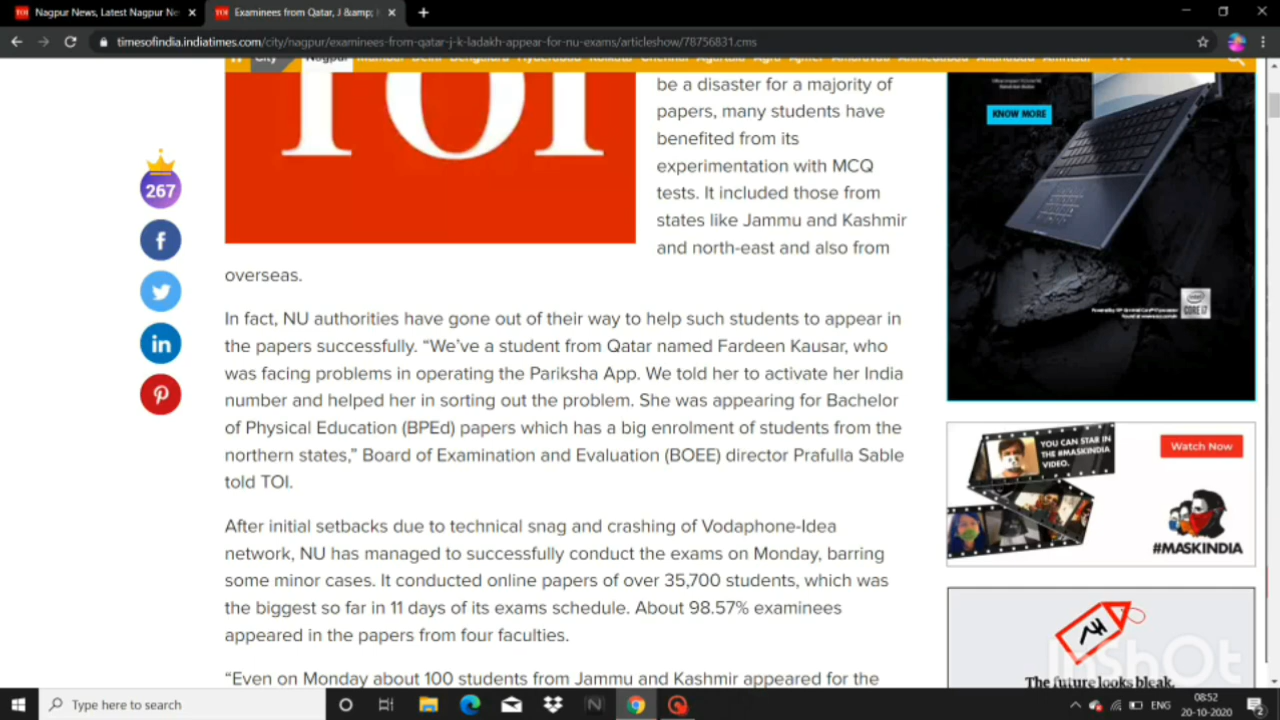 Nagpur News, Latest Nagpur Ne
Examinees from Qatar, J &amp;
timesofindia.indiatimes.com/city/nagpur/examinees-from-qatar-j-k-ladakh-appear-for-nu-exams/articleshow/78756831.cms
City Nagpur Mumbai Delhi Bengaluru Hyderabad Kolkata Chennai Agartala Agra Ajmer Amaravati Ahmedabad Allahabad Amritsar
TOI
be a disaster for a majority of
papers, many students have
benefited from its
experimentation with MCQ
tests. It included those from
states like Jammu and Kashmir
and north-east and also from
overseas.
267
In fact, NU authorities have gone out of their way to help such students to appear in
the papers successfully. “We’ve a student from Qatar named Fardeen Kausar, who
was facing problems in operating the Pariksha App. We told her to activate her India
number and helped her in sorting out the problem. She was appearing for Bachelor
of Physical Education (BPEd) papers which has a big enrolment of students from the
northern states,” Board of Examination and Evaluation (BOEE) director Prafulla Sable
told TOI.
After initial setbacks due to technical snag and crashing of Vodaphone-Idea
network, NU has managed to successfully conduct the exams on Monday, barring
some minor cases. It conducted online papers of over 35,700 students, which was
the biggest so far in 11 days of its exams schedule. About 98.57% examinees
appeared in the papers from four faculties.
“Even on Monday about 100 students from Jammu and Kashmir appeared for the
KNOW MORE
CORE i7
YOU CAN STAR IN
THE #MASKINDIA
VIDEO.
Watch Now
#MASKINDIA
The future looks bleak.
InShOt
Type here to search
ENG
08:52
20-10-2020